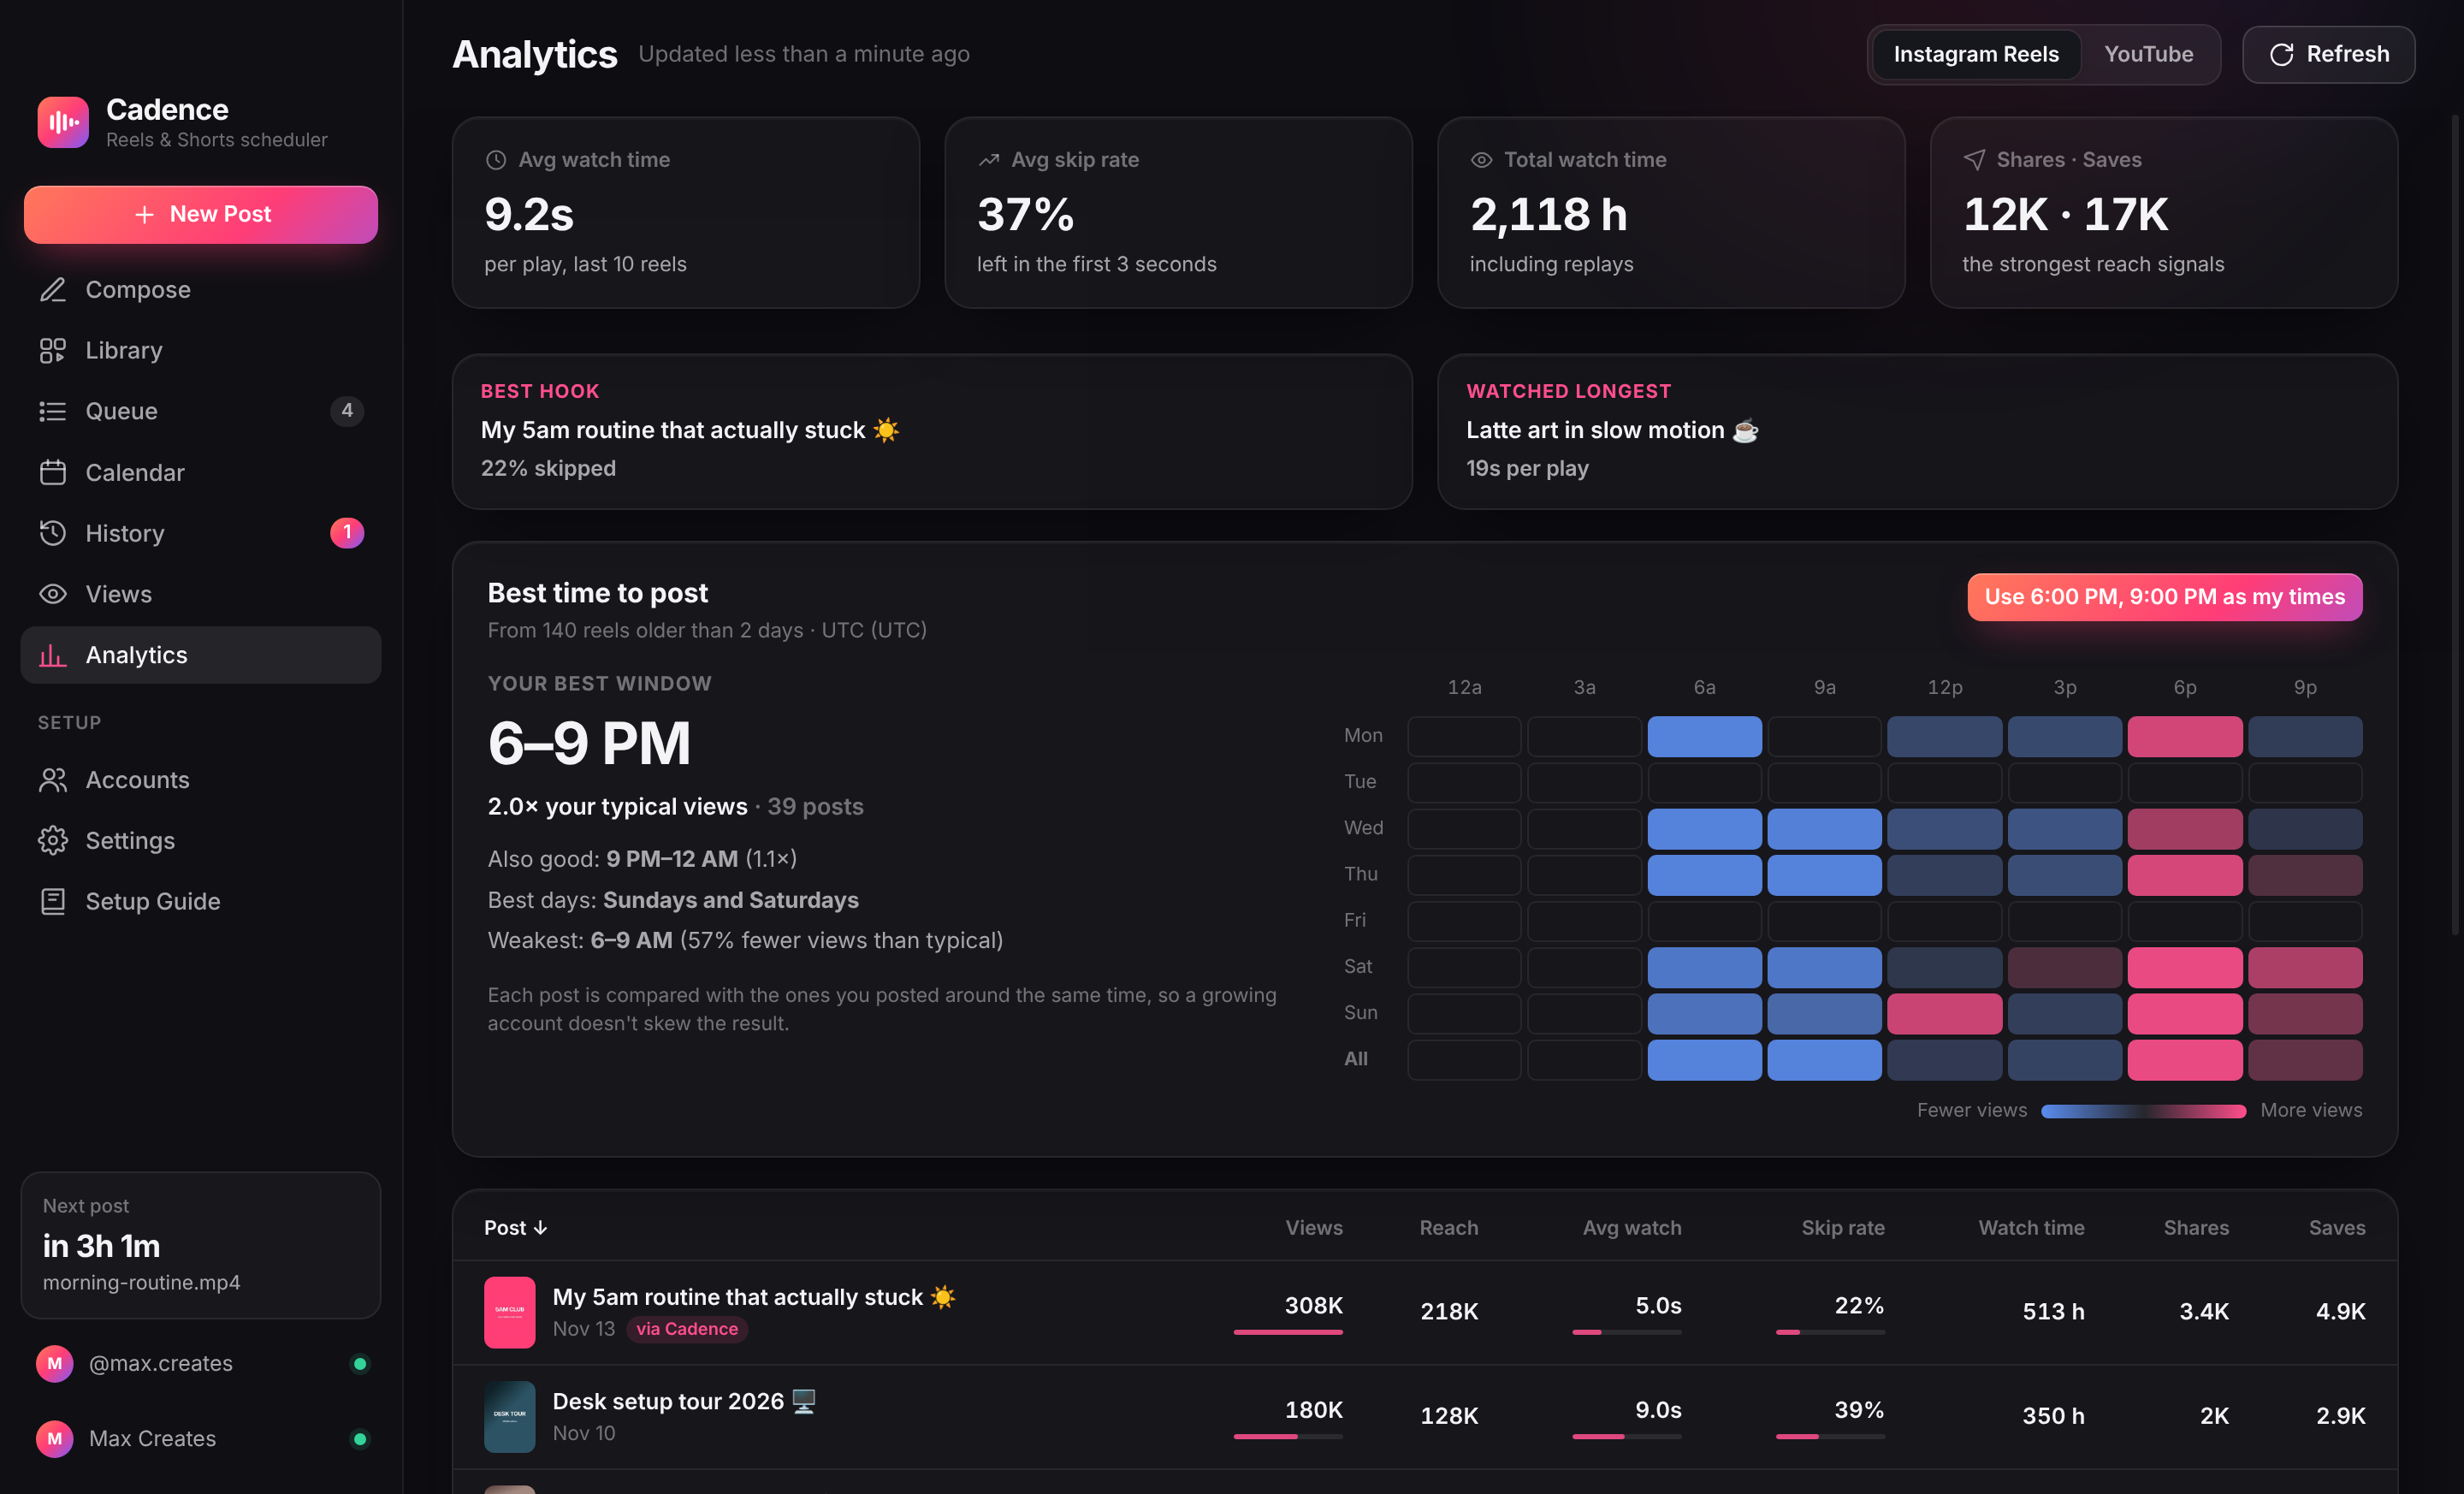 Cadence
Reels & Shorts scheduler
New Post
Compose
Library
Queue 4
Calendar
History 1
Views
Analytics
SETUP
Accounts
Settings
Setup Guide
Next post
in 3h 1m
morning-routine.mp4
M @max.creates
M Max Creates
Analytics Updated less than a minute ago
Instagram Reels YouTube Refresh
Avg watch time
9.2s
per play, last 10 reels
Avg skip rate
37%
left in the first 3 seconds
Total watch time
2,118 h
including replays
Shares · Saves
12K · 17K
the strongest reach signals
BEST HOOK
My 5am routine that actually stuck ☀️
22% skipped
WATCHED LONGEST
Latte art in slow motion ☕
19s per play
Best time to post
From 140 reels older than 2 days · UTC (UTC)
Use 6:00 PM, 9:00 PM as my times
YOUR BEST WINDOW
6–9 PM
2.0× your typical views · 39 posts
Also good: 9 PM–12 AM (1.1×)
Best days: Sundays and Saturdays
Weakest: 6–9 AM (57% fewer views than typical)
Each post is compared with the ones you posted around the same time, so a growing
account doesn't skew the result.
12a 3a 6a 9a 12p 3p 6p 9p
Mon
Tue
Wed
Thu
Fri
Sat
Sun
All
Fewer views More views
Post ↓ Views Reach Avg watch Skip rate Watch time Shares Saves
5AM CLUB
My 5am routine that actually stuck ☀️
Nov 13 via Cadence
308K 218K 5.0s 22% 513 h 3.4K 4.9K
DESK TOUR
Desk setup tour 2026 🖥️
Nov 10
180K 128K 9.0s 39% 350 h 2K 2.9K